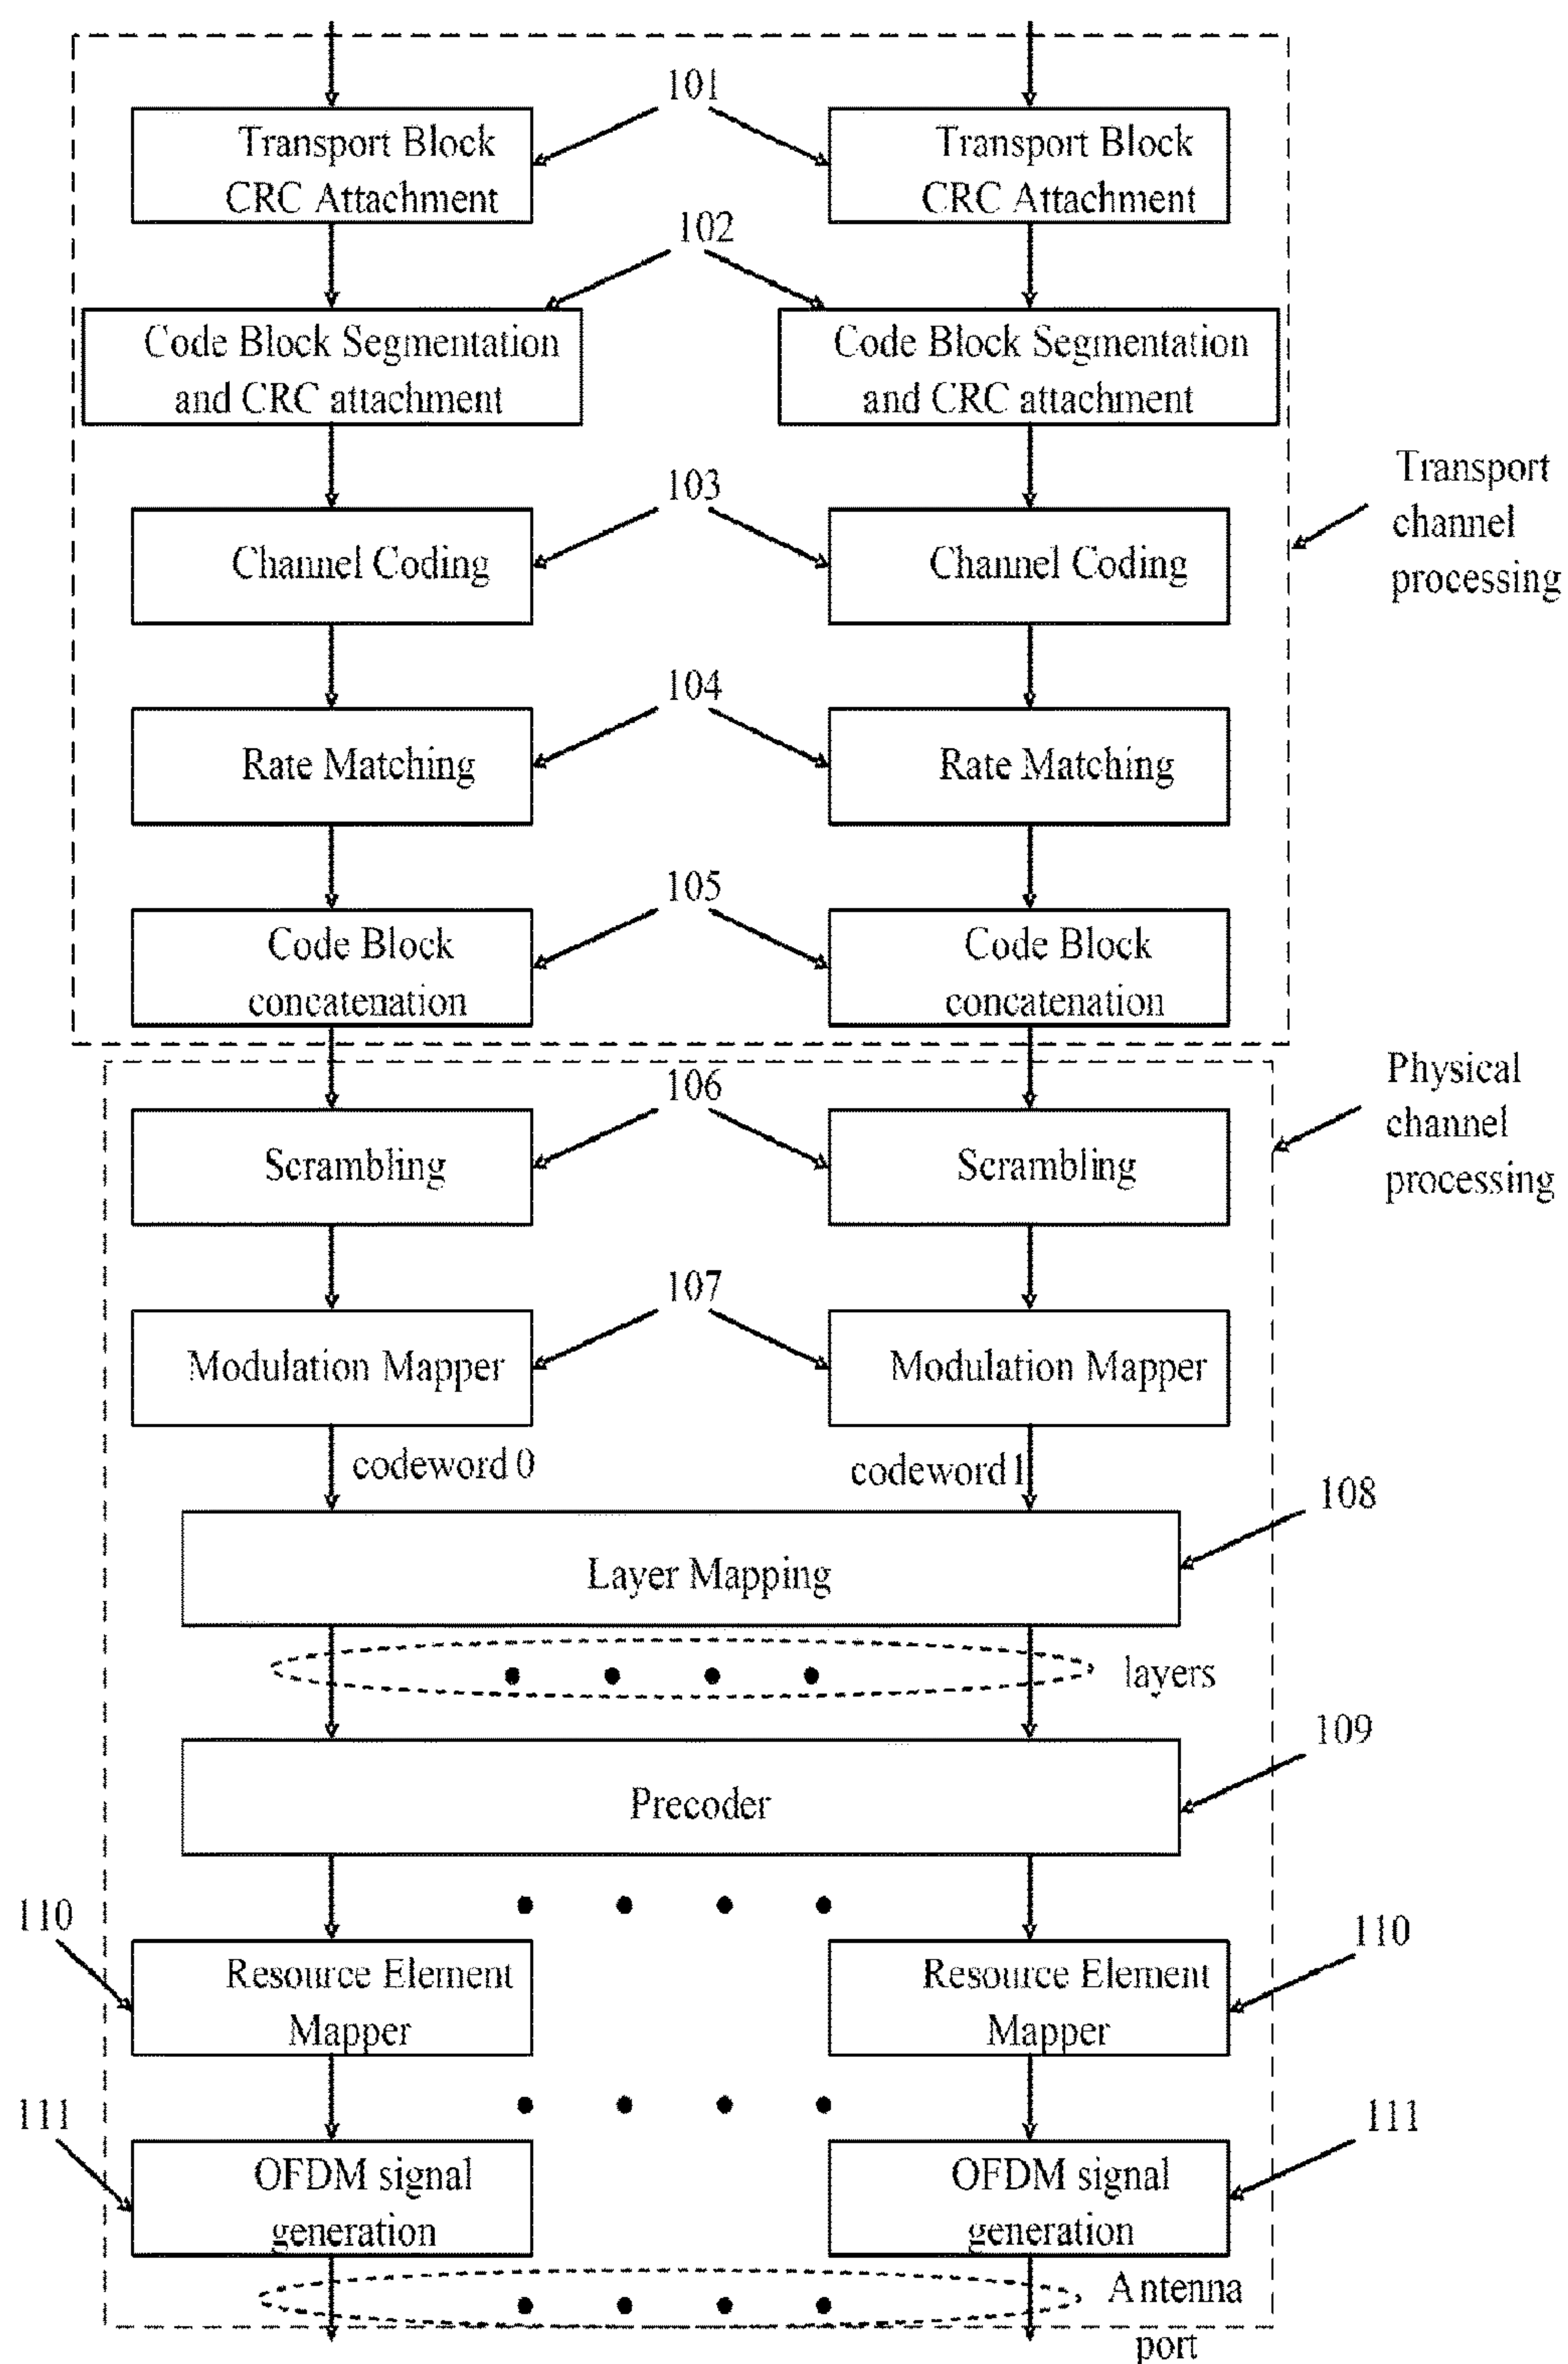 101
Transport Block
CRC Attachment
Transport Block
CRC Attachment
102
Code Block Segmentation
and CRC attachment
Code Block Segmentation
and CRC attachment
Transport
channel
processing
103
Channel Coding
Channel Coding
104
Rate Matching
Rate Matching
105
Code Block
concatenation
Code Block
concatenation
Physical
channel
processing
106
Scrambling
Scrambling
107
Modulation Mapper
Modulation Mapper
codeword 0
codeword 1
108
Layer Mapping
layers
109
Precoder
110
110
Resource Element
Mapper
Resource Element
Mapper
111
111
OFDM signal
generation
OFDM signal
generation
Antenna
port